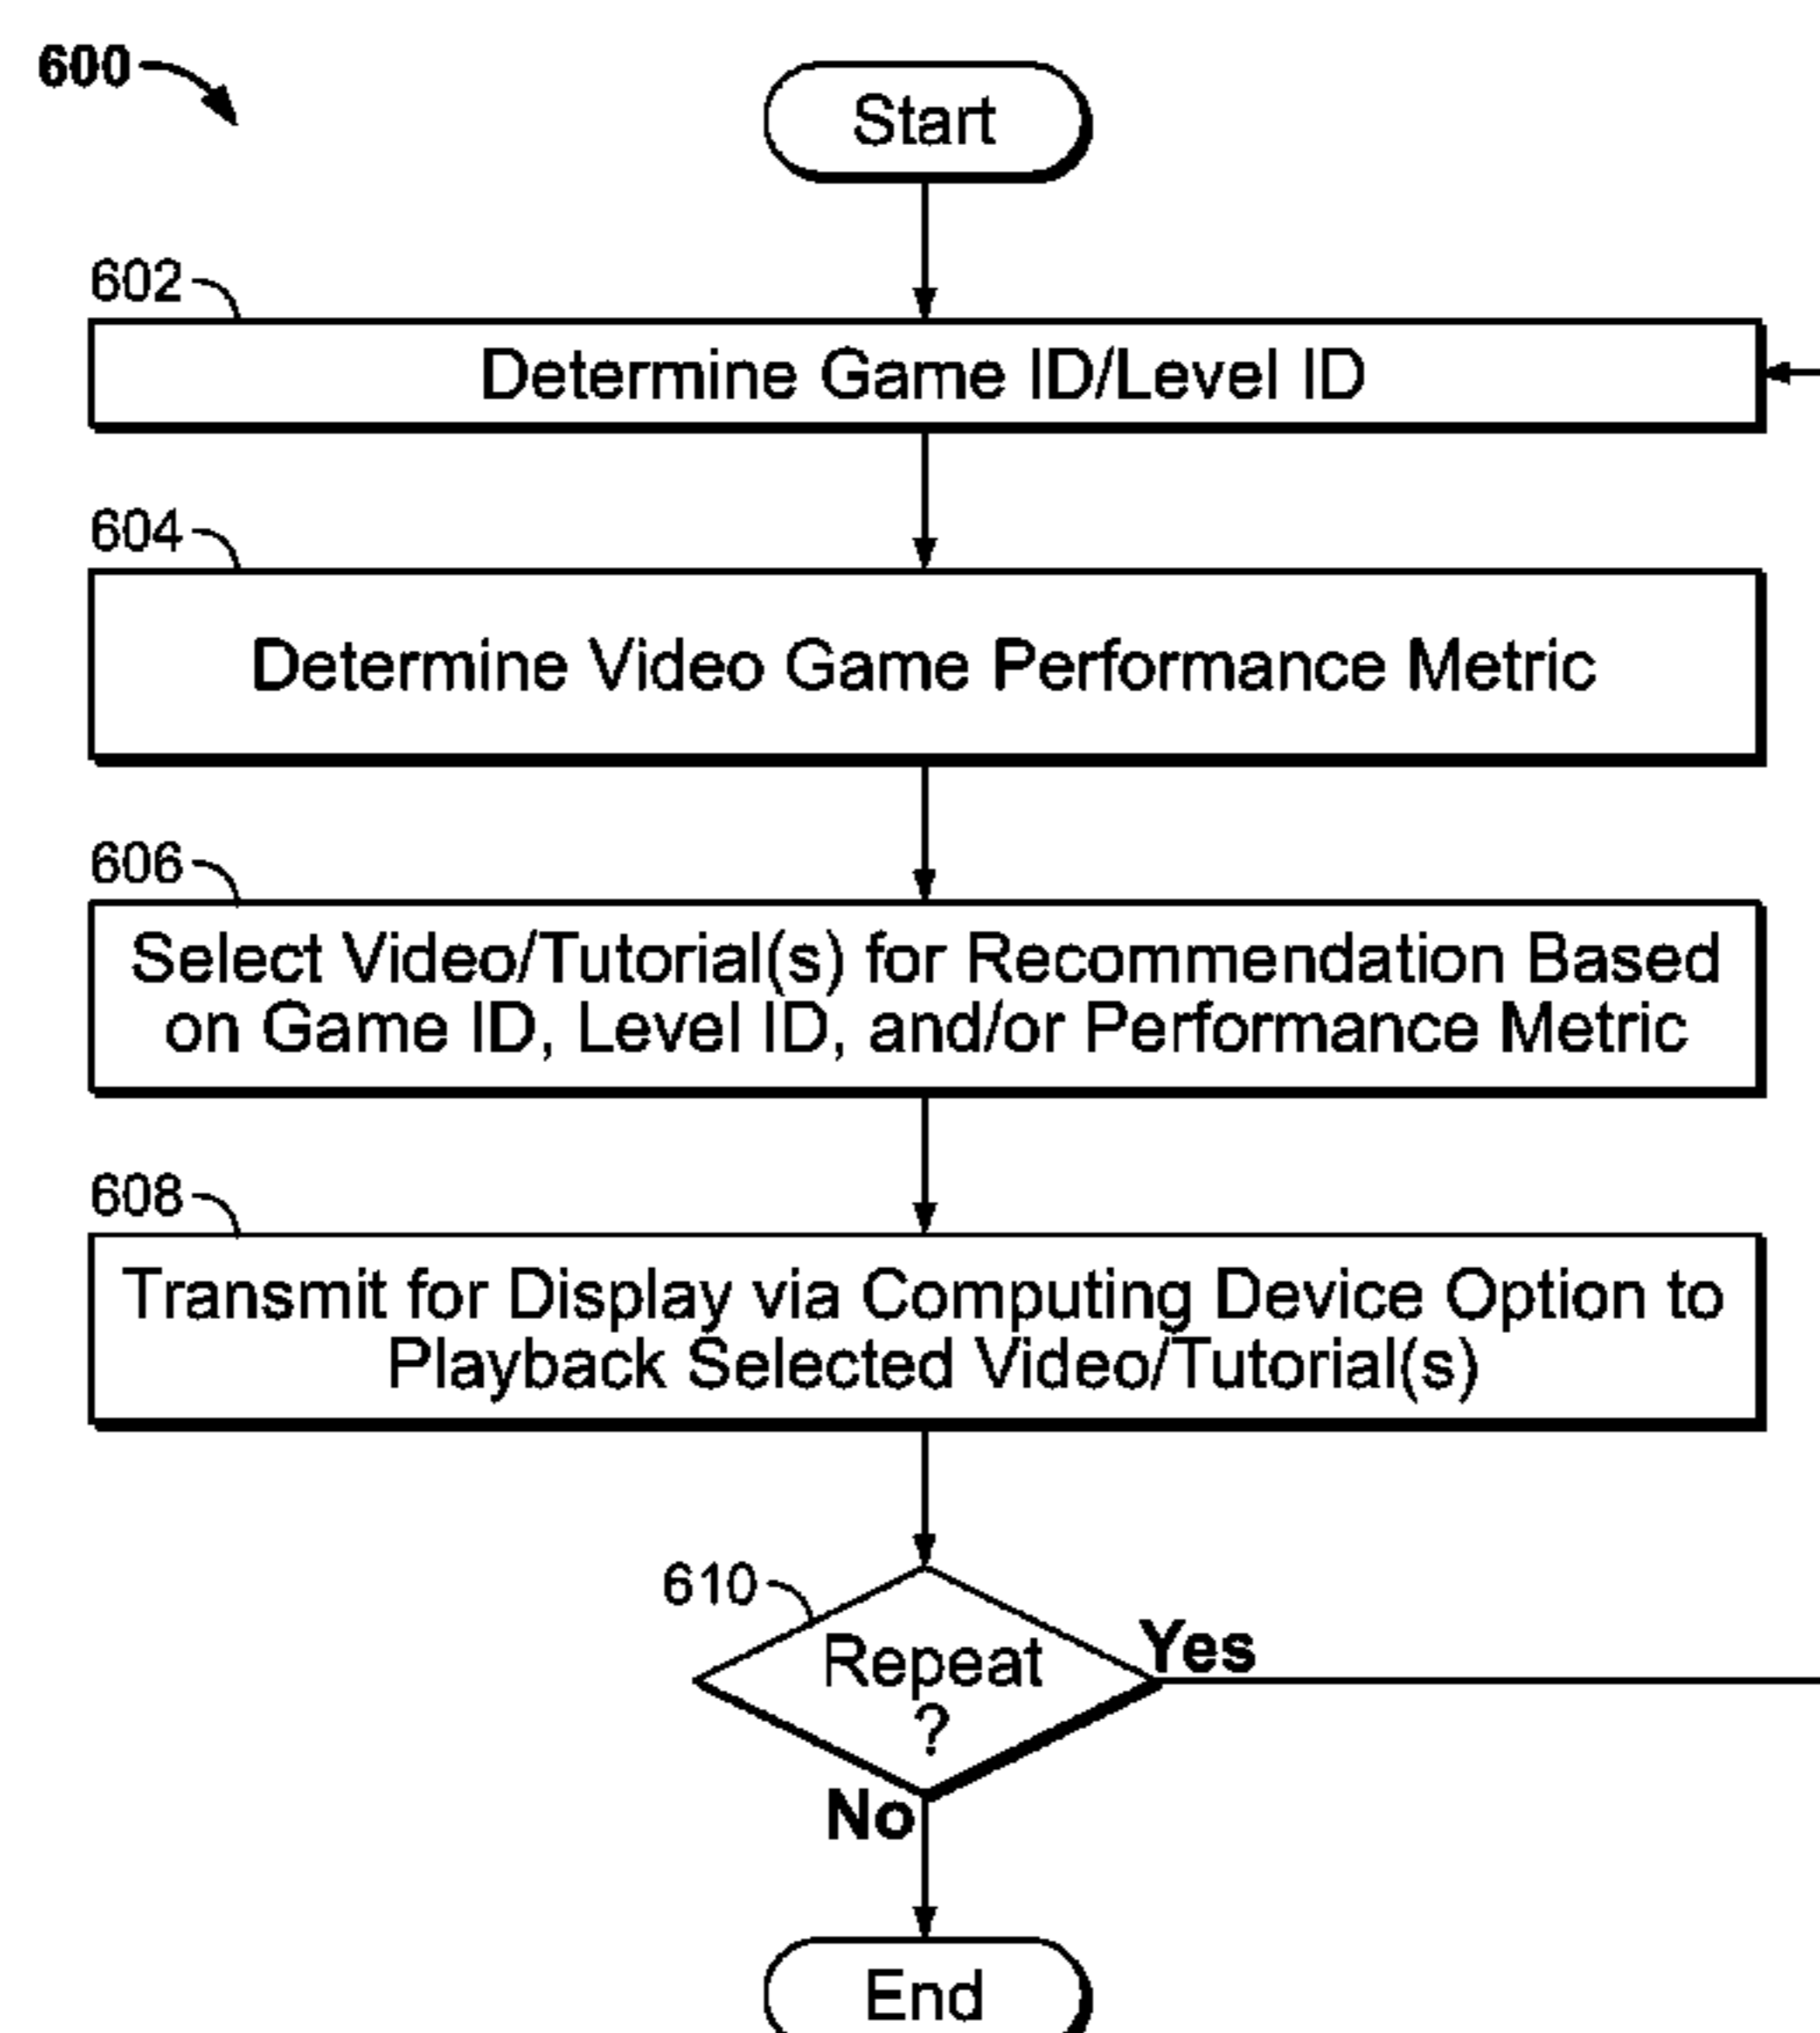 600
Start
602
Determine Game ID/Level ID
604
Determine Video Game Performance Metric
606
Select Video/Tutorial(s) for Recommendation Based
on Game ID, Level ID, and/or Performance Metric
608
Transmit for Display via Computing Device Option to
Playback Selected Video/Tutorial(s)
610
Repeat
?
Yes
No
End